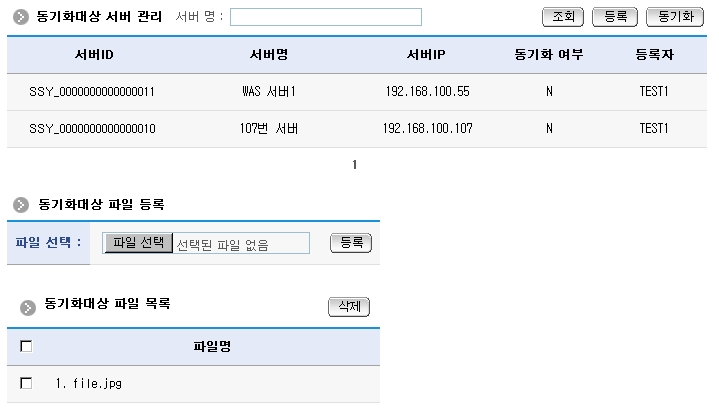 동기화대상 서버 관리 서버 명 : 조회 등록 동기화
서버ID 서버명 서버IP 동기화 여부 등록자
SSY_0000000000000011 WAS 서버1 192.168.100.55 N TEST1
SSY_0000000000000010 107번 서버 192.168.100.107 N TEST1
1
동기화대상 파일 등록
파일 선택 : 파일 선택 선택된 파일 없음 등록
동기화대상 파일 목록 삭제
파일명
1. file.jpg